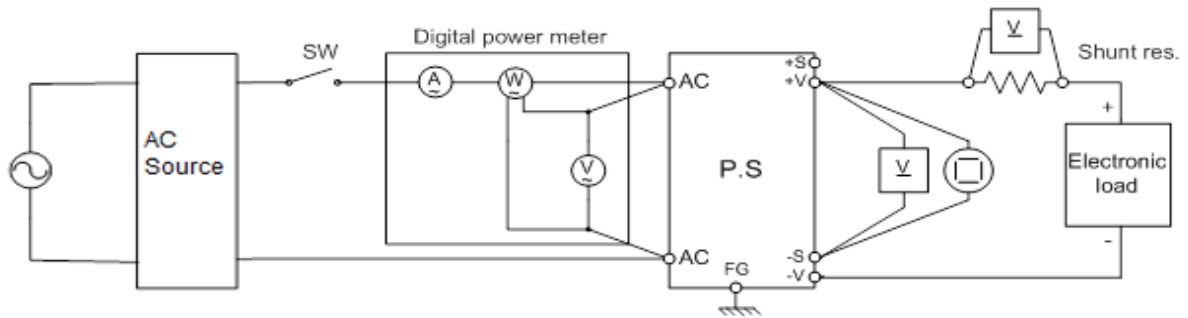 Digital power meter
SW
Shunt res.
AC
Source
A
W
V
AC
AC
P.S
FG
+S
+V
-S
-V
V
V
+
Electronic
load
-